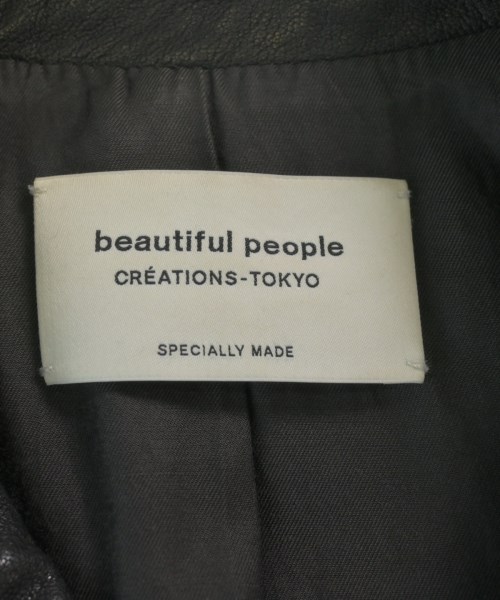 beautiful people
CRÉATIONS-TOKYO
SPECIALLY MADE